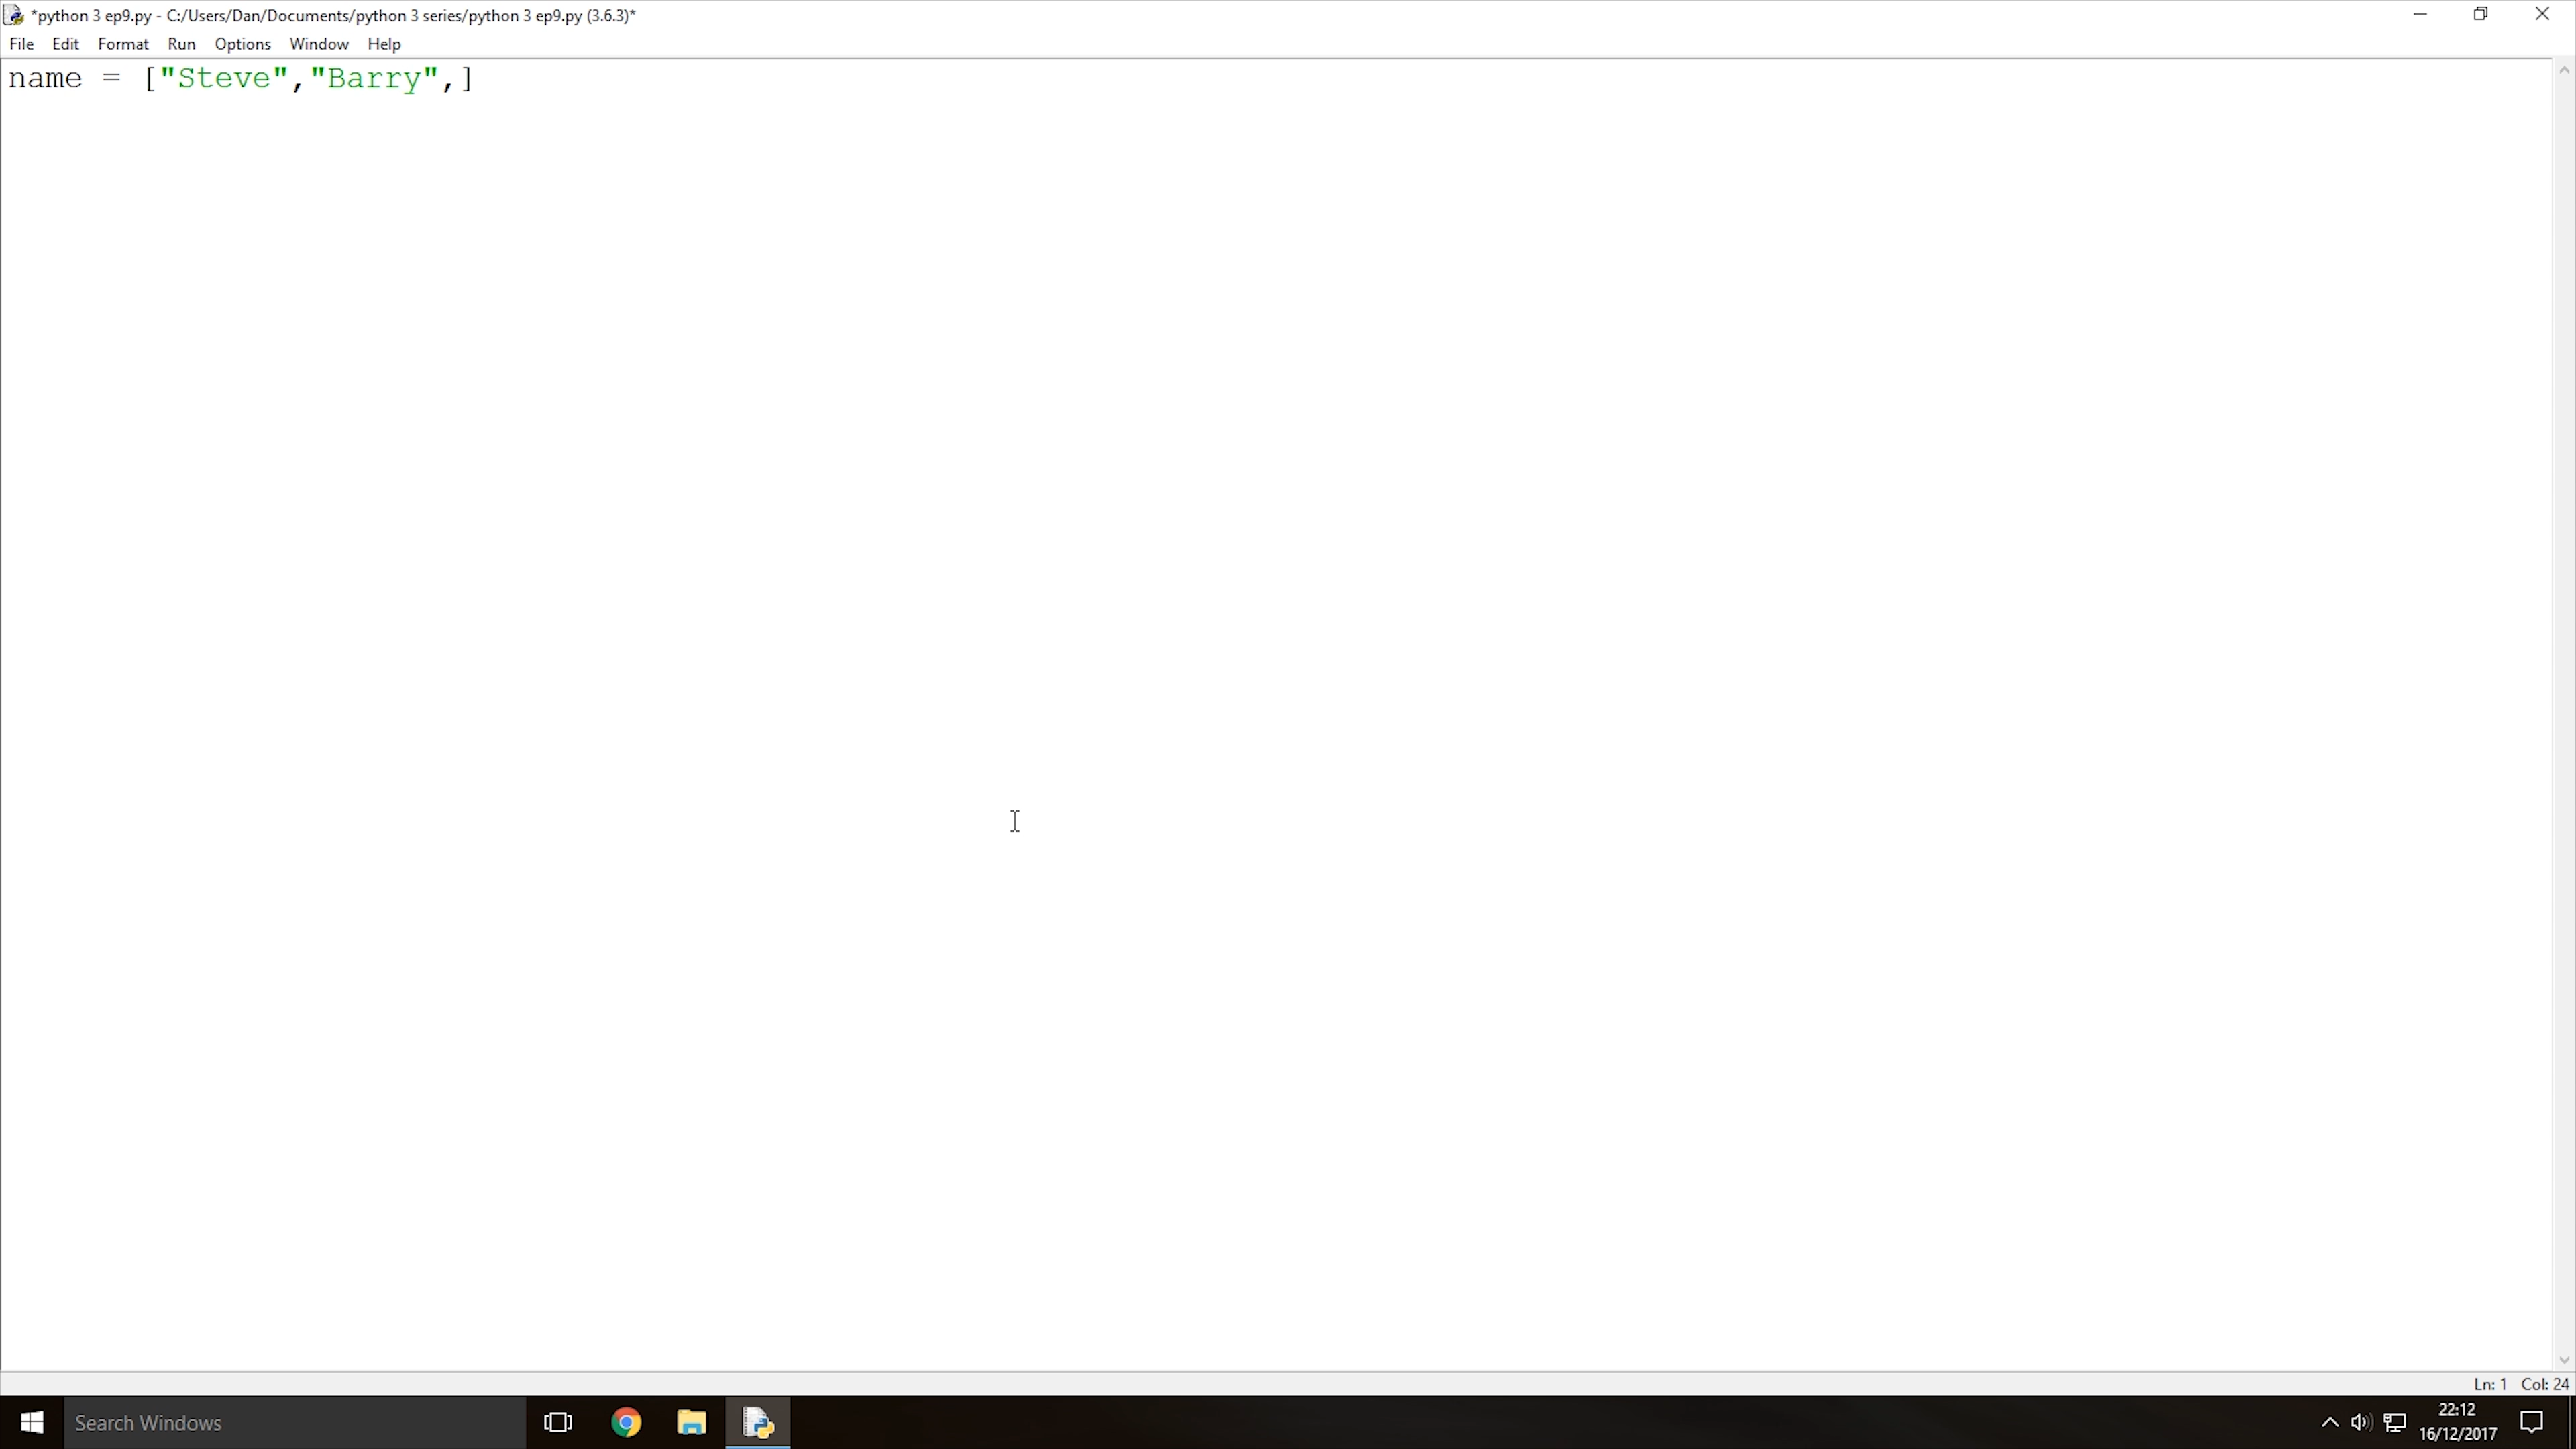 *python 3 ep9.py - C:/Users/Dan/Documents/python 3 series/python 3 ep9.py (3.6.3)*
File Edit Format Run Options Window Help
name = ["Steve","Barry",]
Ln: 1 Col: 24
Search Windows
22:12
16/12/2017